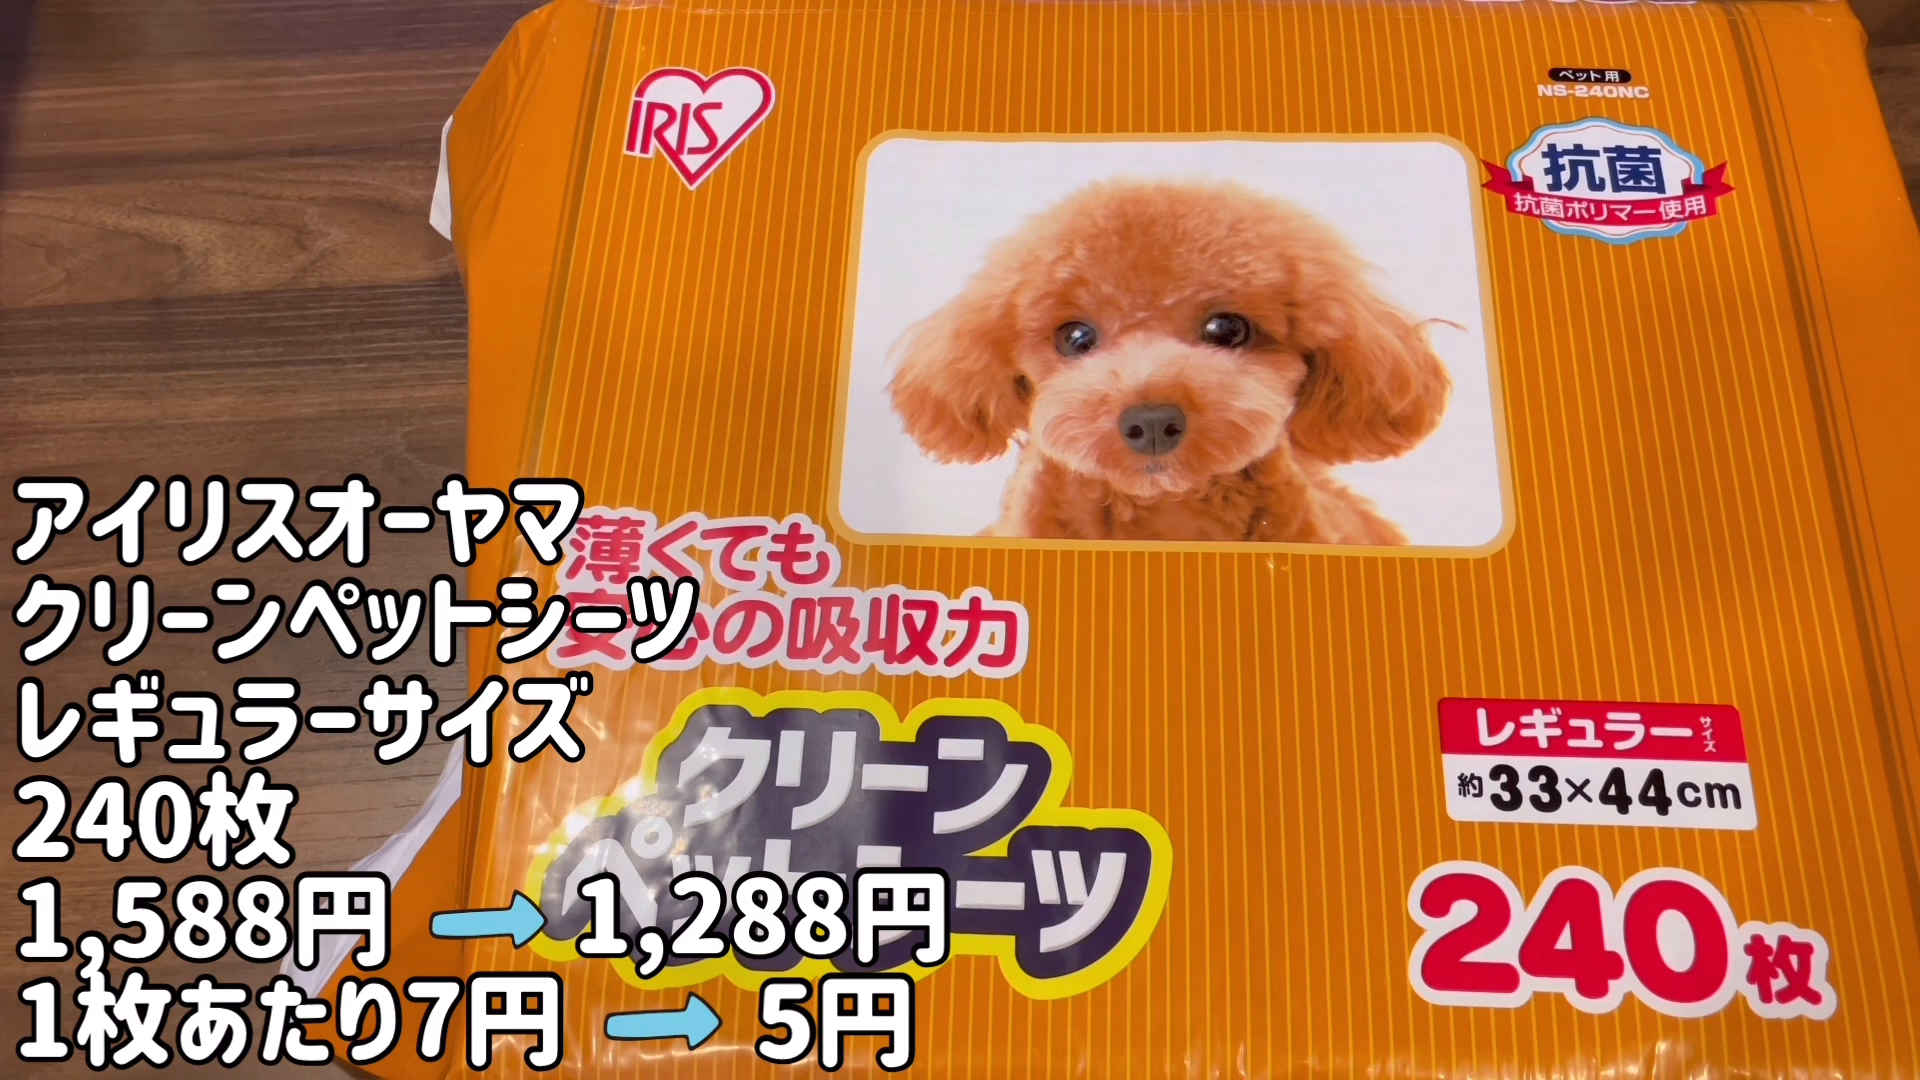 IRIS
ペット用
NS-240NC
抗菌
抗菌ポリマー使用
薄くても
安心の吸収力
クリーン
ペットシーツ
レギュラーサイズ
約33×44cm
240枚
アイリスオーヤマ
クリーンペットシーツ
レギュラーサイズ
240枚
1,588円 → 1,288円
1枚あたり7円 → 5円